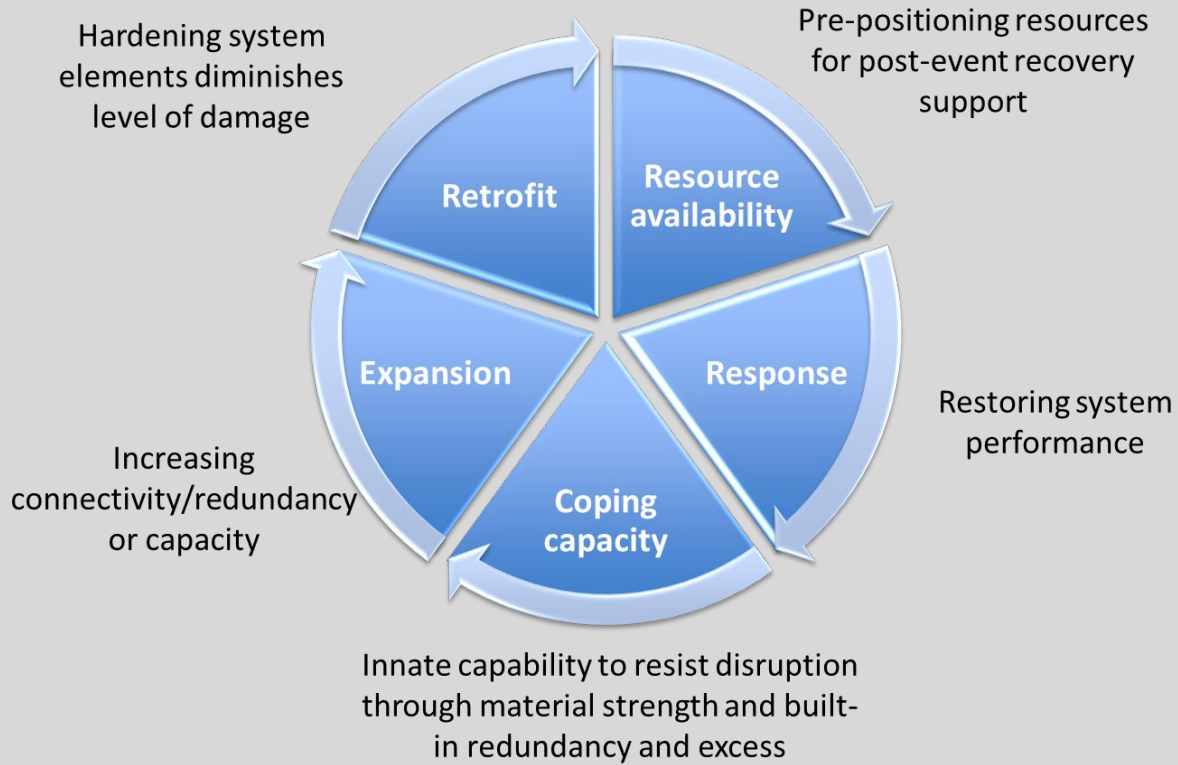 Hardening system
elements diminishes
level of damage
Pre-positioning resources
for post-event recovery
support
Retrofit
Resource
availability
Expansion
Response
Increasing
connectivity/redundancy
or capacity
Restoring system
performance
Coping
capacity
Innate capability to resist disruption
through material strength and built-
in redundancy and excess